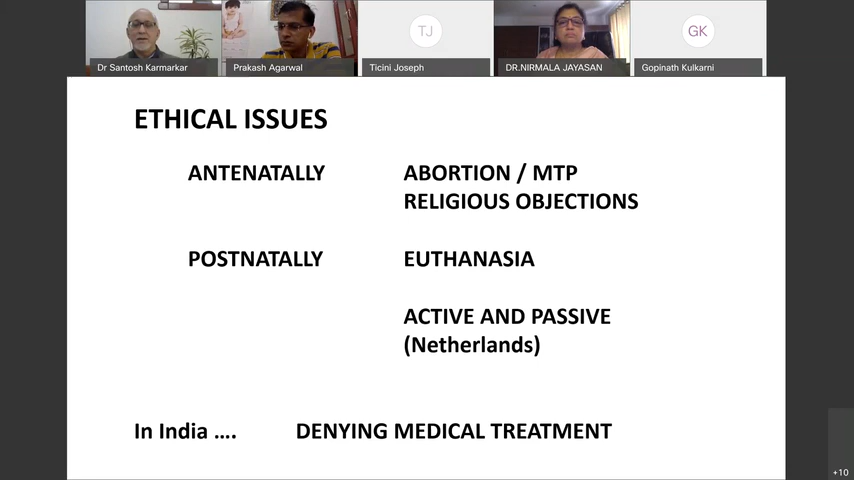 Dr Santosh Karmarkar
Prakash Agarwal
TJ
Ticini Joseph
DR.NIRMALA JAYASAN
GK
Gopinath Kulkarni
ETHICAL ISSUES
ANTENATALLY ABORTION / MTP
RELIGIOUS OBJECTIONS
POSTNATALLY EUTHANASIA
ACTIVE AND PASSIVE
(Netherlands)
In India .... DENYING MEDICAL TREATMENT
+10